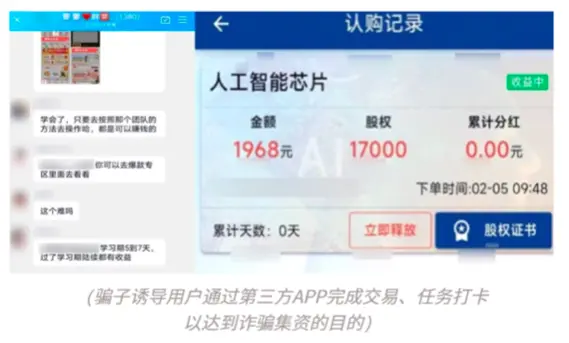 学会了，只要去按照那个团队的
方法去操作哈，都是可以赚钱的
你可以去爆款专
区里面去看看
这个难吗
学习期5到7天，
过了学习期陆续都有收益
认购记录
人工智能芯片
收益中
金额
股权
累计分红
1968元
17000
0.00元
AI
下单时间:02-05 09:48
累计天数：0天
立即释放
股权证书
(骗子诱导用户通过第三方APP完成交易、任务打卡
以达到诈骗集资的目的)